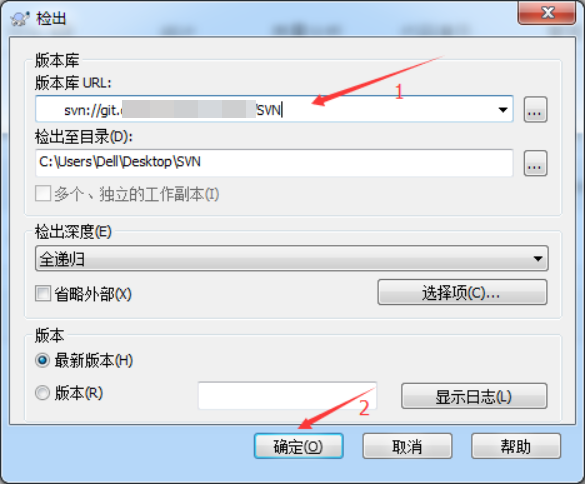 检出
版本库
版本库 URL:
svn://git. /SVN
1
...
检出至目录(D):
C:\Users\Dell\Desktop\SVN
...
多个、独立的工作副本(I)
检出深度(E)
全递归
省略外部(X)
选择项(C)...
版本
最新版本(H)
版本(R)
显示日志(L)
2
确定(O)
取消
帮助